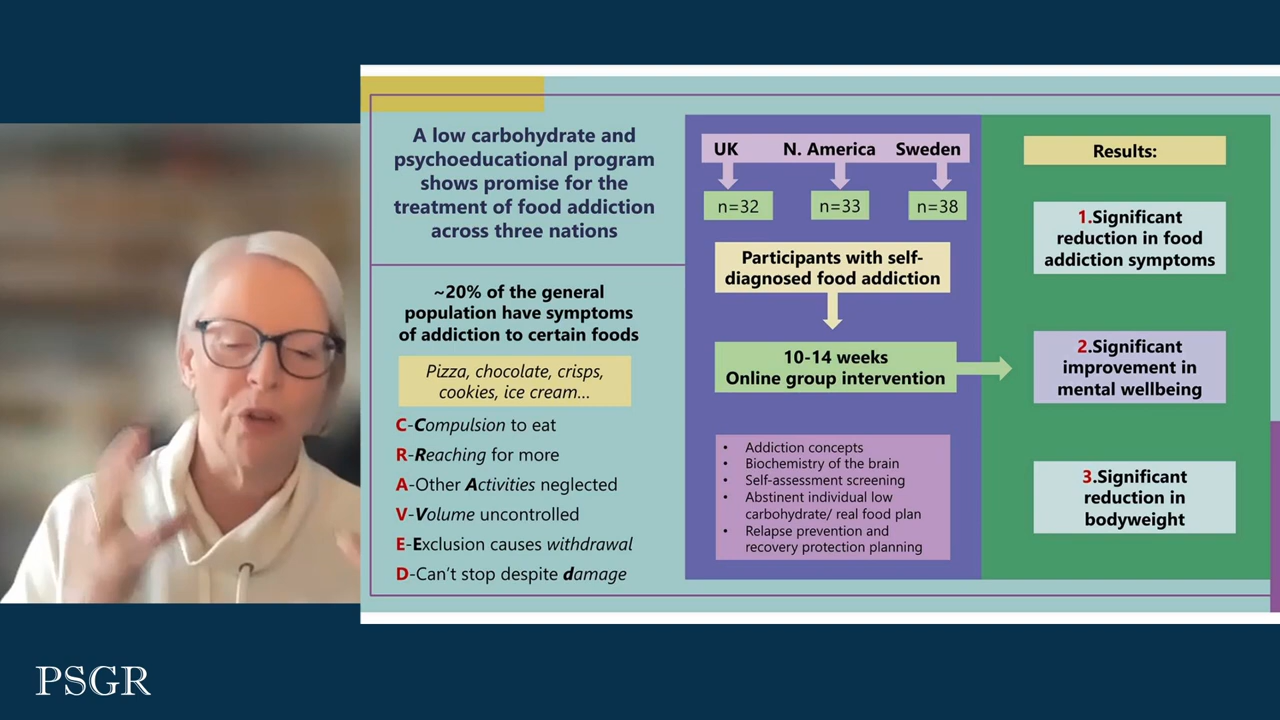 A low carbohydrate and
psychoeducational program
shows promise for the
treatment of food addiction
across three nations
~20% of the general
population have symptoms
of addiction to certain foods
Pizza, chocolate, crisps,
cookies, ice cream...
C-Compulsion to eat
R-Reaching for more
A-Other Activities neglected
V-Volume uncontrolled
E-Exclusion causes withdrawal
D-Can't stop despite damage
UK N. America Sweden
n=32 n=33 n=38
Participants with self-
diagnosed food addiction
10-14 weeks
Online group intervention
• Addiction concepts
• Biochemistry of the brain
• Self-assessment screening
• Abstinent individual low
carbohydrate/ real food plan
• Relapse prevention and
recovery protection planning
Results:
1.Significant
reduction in food
addiction symptoms
2.Significant
improvement in
mental wellbeing
3.Significant
reduction in
bodyweight
PSGR